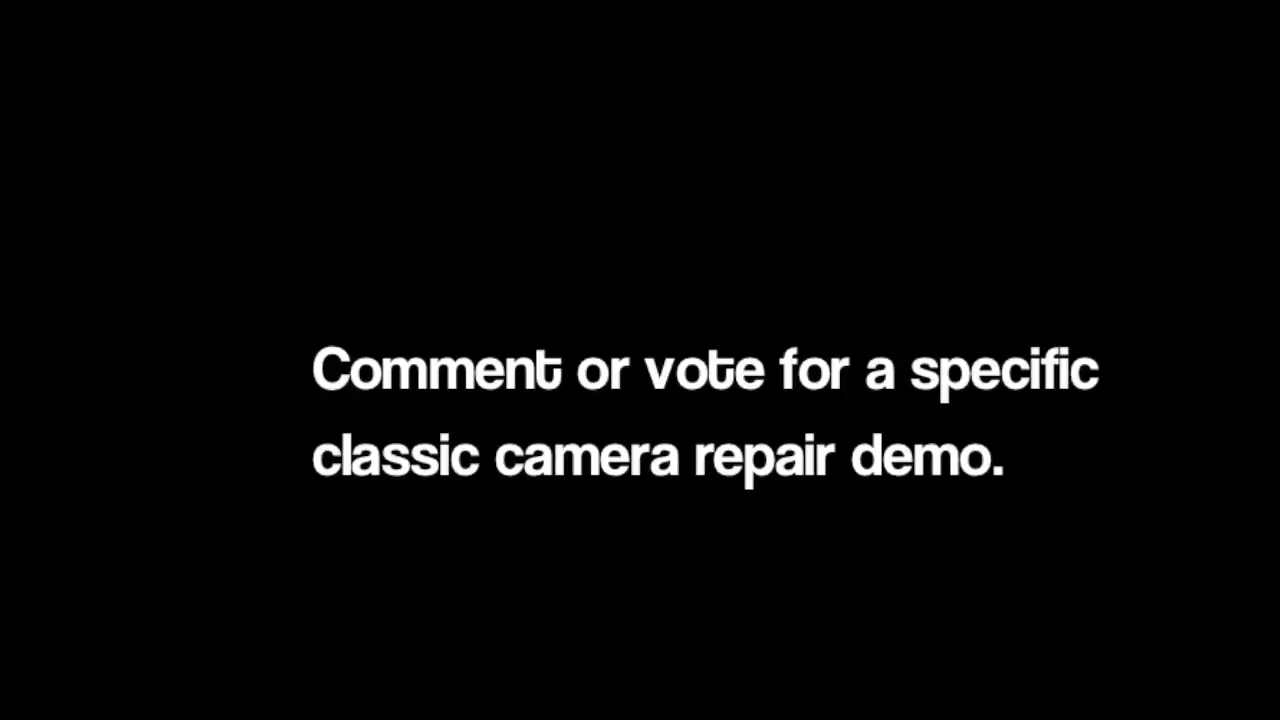 Comment or vote for a specific
classic camera repair demo.